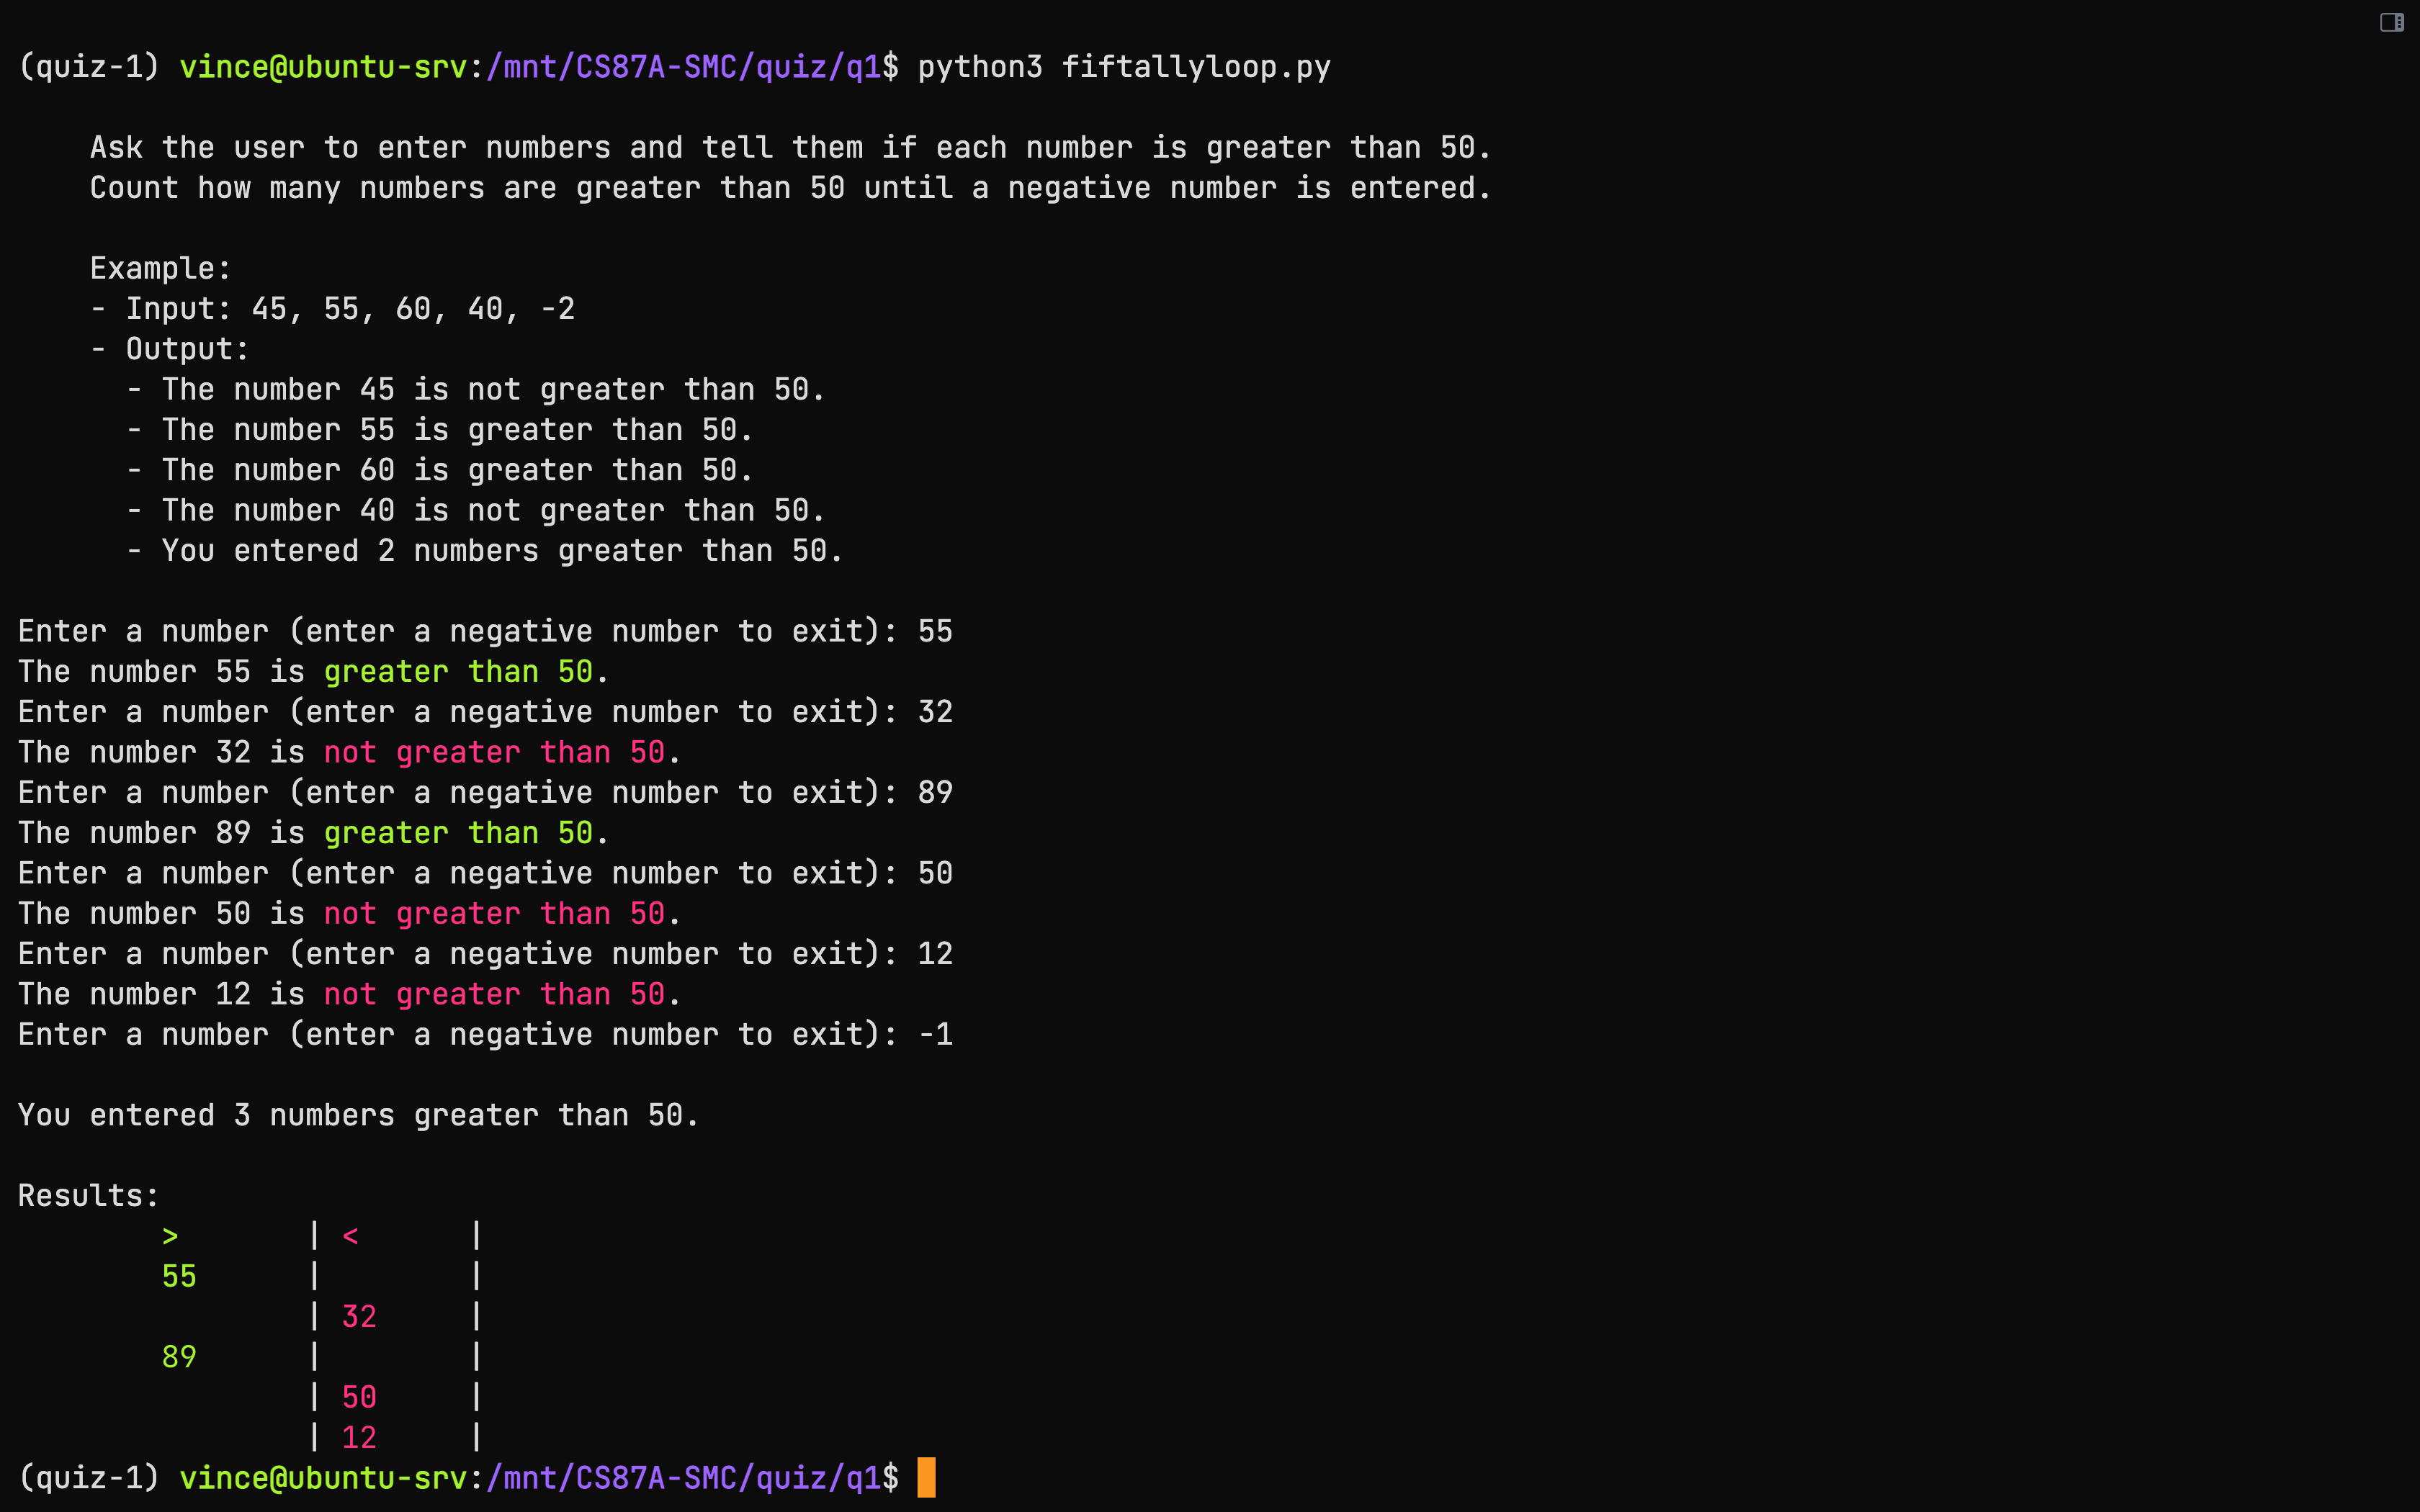 (quiz-1) vince@ubuntu-srv:/mnt/CS87A-SMC/quiz/q1$ python3 fiftallyloop.py
Ask the user to enter numbers and tell them if each number is greater than 50.
Count how many numbers are greater than 50 until a negative number is entered.
Example:
- Input: 45, 55, 60, 40, -2
- Output:
- The number 45 is not greater than 50.
- The number 55 is greater than 50.
- The number 60 is greater than 50.
- The number 40 is not greater than 50.
- You entered 2 numbers greater than 50.
Enter a number (enter a negative number to exit): 55
The number 55 is greater than 50.
Enter a number (enter a negative number to exit): 32
The number 32 is not greater than 50.
Enter a number (enter a negative number to exit): 89
The number 89 is greater than 50.
Enter a number (enter a negative number to exit): 50
The number 50 is not greater than 50.
Enter a number (enter a negative number to exit): 12
The number 12 is not greater than 50.
Enter a number (enter a negative number to exit): -1
You entered 3 numbers greater than 50.
Results:
> | < |
55 | |
| 32 |
89 | |
| 50 |
| 12 |
(quiz-1) vince@ubuntu-srv:/mnt/CS87A-SMC/quiz/q1$